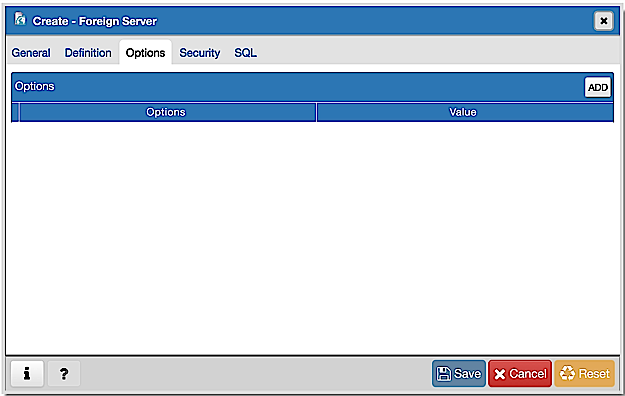 Create - Foreign Server
General Definition Options Security SQL
Options ADD
Options Value
i ? Save Cancel Reset